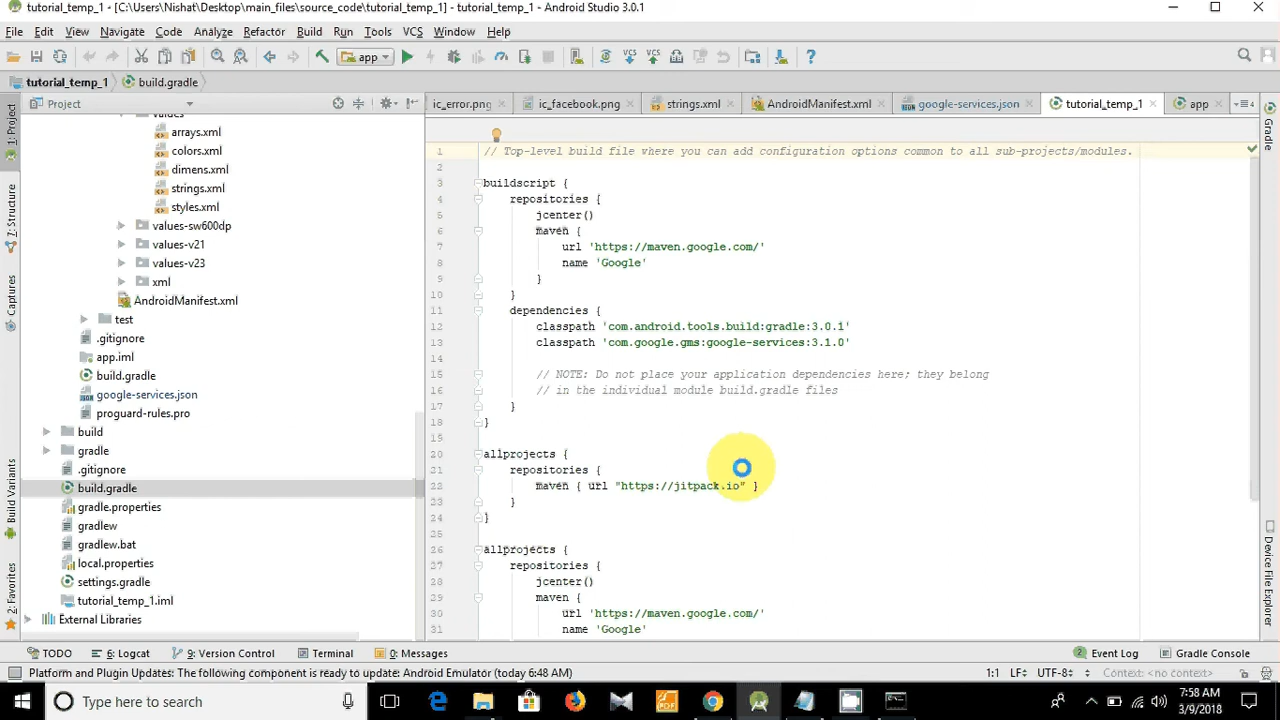 tutorial_temp_1 - [C:\Users\Nishat\Desktop\main_files\source_code\tutorial_temp_1] - tutorial_temp_1 - Android Studio 3.0.1
File Edit View Navigate Code Analyze Refactor Build Run Tools VCS Window Help
app
tutorial_temp_1 build.gradle
Project
ic_error.png ic_facebook.png strings.xml AndroidManifest.xml google-services.json tutorial_temp_1 app
1: Project
Z: Structure
Captures
Build Variants
2: Favorites
values
arrays.xml
colors.xml
dimens.xml
strings.xml
styles.xml
values-sw600dp
values-v21
values-v23
xml
AndroidManifest.xml
test
.gitignore
app.iml
build.gradle
google-services.json
proguard-rules.pro
build
gradle
.gitignore
build.gradle
gradle.properties
gradlew
gradlew.bat
local.properties
settings.gradle
tutorial_temp_1.iml
External Libraries
1 // Top-level build file where you can add configuration options common to all sub-projects/modules.
2
3 buildscript {
4 repositories {
5 jcenter()
6 maven {
7 url 'https://maven.google.com/'
8 name 'Google'
9 }
10 }
11 dependencies {
12 classpath 'com.android.tools.build:gradle:3.0.1'
13 classpath 'com.google.gms:google-services:3.1.0'
14
15 // NOTE: Do not place your application dependencies here; they belong
16 // in the individual module build.gradle files
17 }
18 }
19
20 allprojects {
21 repositories {
22 maven { url "https://jitpack.io" }
23 }
24 }
25
26 allprojects {
27 repositories {
28 jcenter()
29 maven {
30 url 'https://maven.google.com/'
31 name 'Google'
Gradle
Device File Explorer
TODO 6: Logcat 9: Version Control Terminal 0: Messages Event Log Gradle Console
Platform and Plugin Updates: The following component is ready to update: Android Emulator (today 6:48 AM) 1:1 LF÷ UTF-8÷ Context: <no context>
Type here to search
7:58 AM
3/9/2018